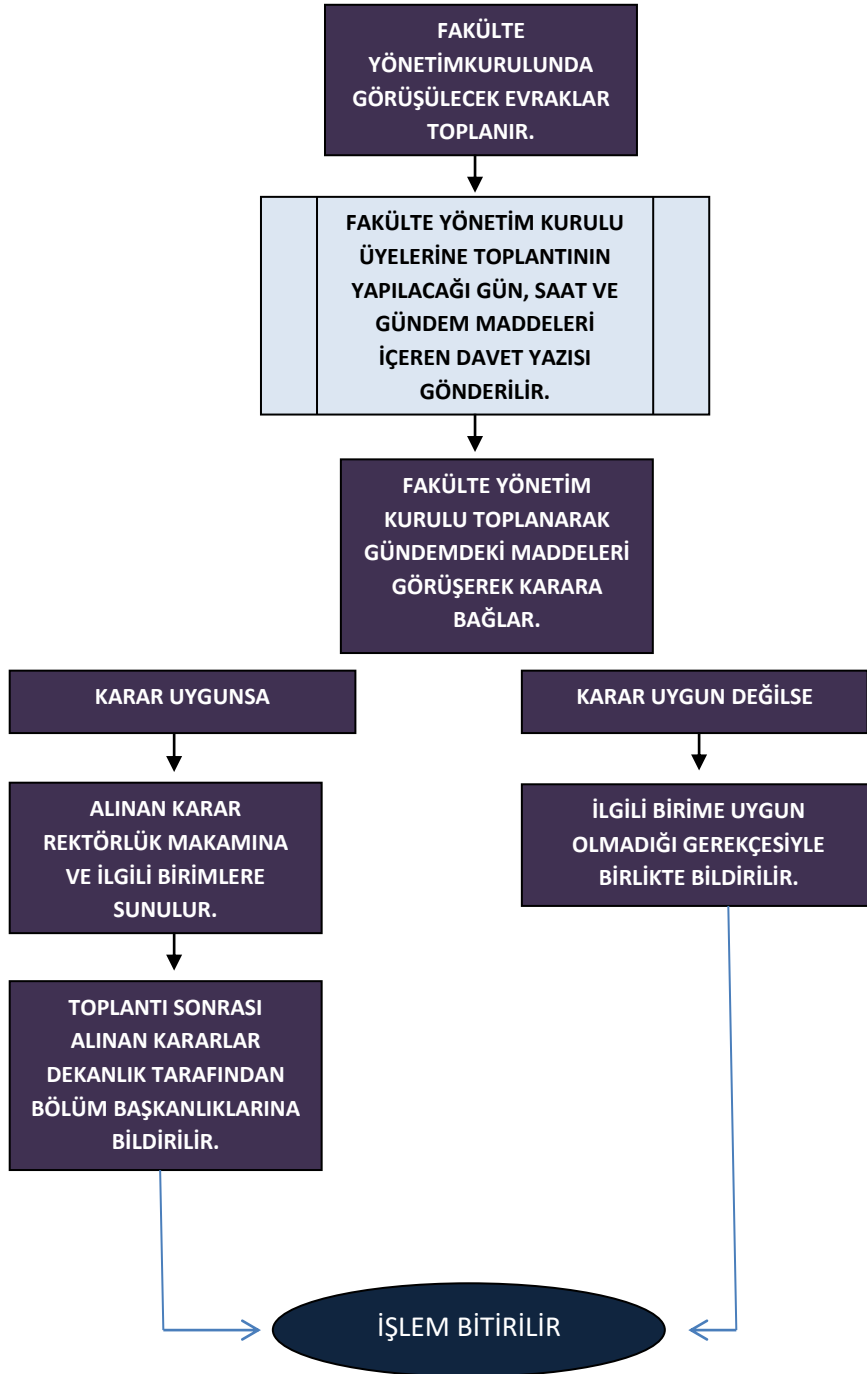 FAKÜLTE
YÖNETİMKURULUNDA
GÖRÜŞÜLECEK EVRAKLAR
TOPLANIR.
FAKÜLTE YÖNETİM KURULU
ÜYELERİNE TOPLANTININ
YAPILACAĞI GÜN, SAAT VE
GÜNDEM MADDELERİ
İÇEREN DAVET YAZISI
GÖNDERİLİR.
FAKÜLTE YÖNETİM
KURULU TOPLANARAK
GÜNDEMDEKİ MADDELERİ
GÖRÜŞEREK KARARA
BAĞLAR.
KARAR UYGUNSA
ALINAN KARAR
REKTÖRLÜK MAKAMINA
VE İLGİLİ BİRİMLERE
SUNULUR.
TOPLANTI SONRASI
ALINAN KARARLAR
DEKANLIK TARAFINDAN
BÖLÜM BAŞKANLIKLARINA
BİLDİRİLİR.
KARAR UYGUN DEĞİLSE
İLGİLİ BİRİME UYGUN
OLMADIĞI GEREKÇESİYLE
BİRLİKTE BİLDİRİLİR.
İŞLEM BİTİRİLİR